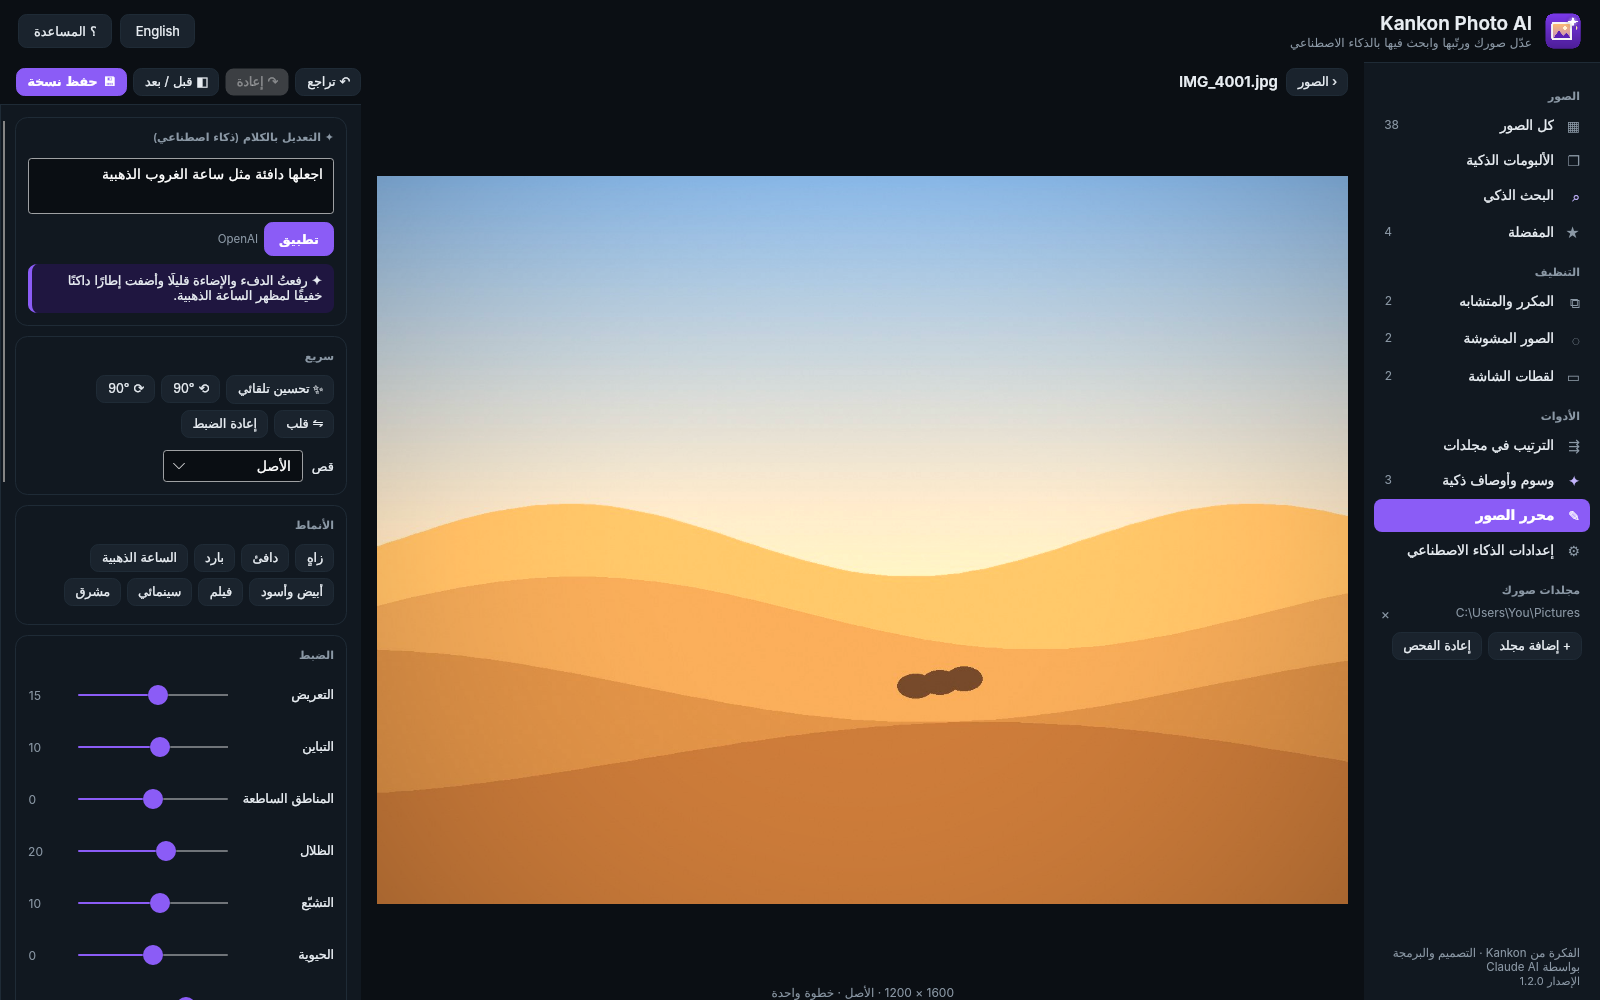 Kankon Photo AI
عدّل صورك ورتّبها وابحث فيها بالذكاء الاصطناعي
English
؟ المساعدة
الصور
كل الصور 38
الألبومات الذكية
البحث الذكي
المفضلة 4
التنظيف
المكرر والمتشابه 2
الصور المشوشة 2
لقطات الشاشة 2
الأدوات
الترتيب في مجلدات
وسوم وأوصاف ذكية 3
محرر الصور
إعدادات الذكاء الاصطناعي
مجلدات صورك
C:\Users\You\Pictures ×
+ إضافة مجلد
إعادة الفحص
الفكرة من Kankon · التصميم والبرمجة
بواسطة Claude AI
الإصدار 1.2.0
‹ الصور
IMG_4001.jpg
↶ تراجع
↷ إعادة
◧ قبل / بعد
💾 حفظ نسخة
1600 × 1200 · الأصل · خطوة واحدة
✦ التعديل بالكلام (ذكاء اصطناعي)
اجعلها دافئة مثل ساعة الغروب الذهبية
تطبيق
OpenAI
✦ رفعتُ الدفء والإضاءة قليلًا وأضفت إطارًا داكنًا
خفيفًا لمظهر الساعة الذهبية.
سريع
✨ تحسين تلقائي
⟲ 90°
⟳ 90°
⇋ قلب
إعادة الضبط
قص
الأصل
الأنماط
زاهٍ
دافئ
بارد
الساعة الذهبية
أبيض وأسود
فيلم
سينمائي
مشرق
الضبط
التعريض 15
التباين 10
المناطق الساطعة 0
الظلال 20
التشبّع 10
الحيوية 0